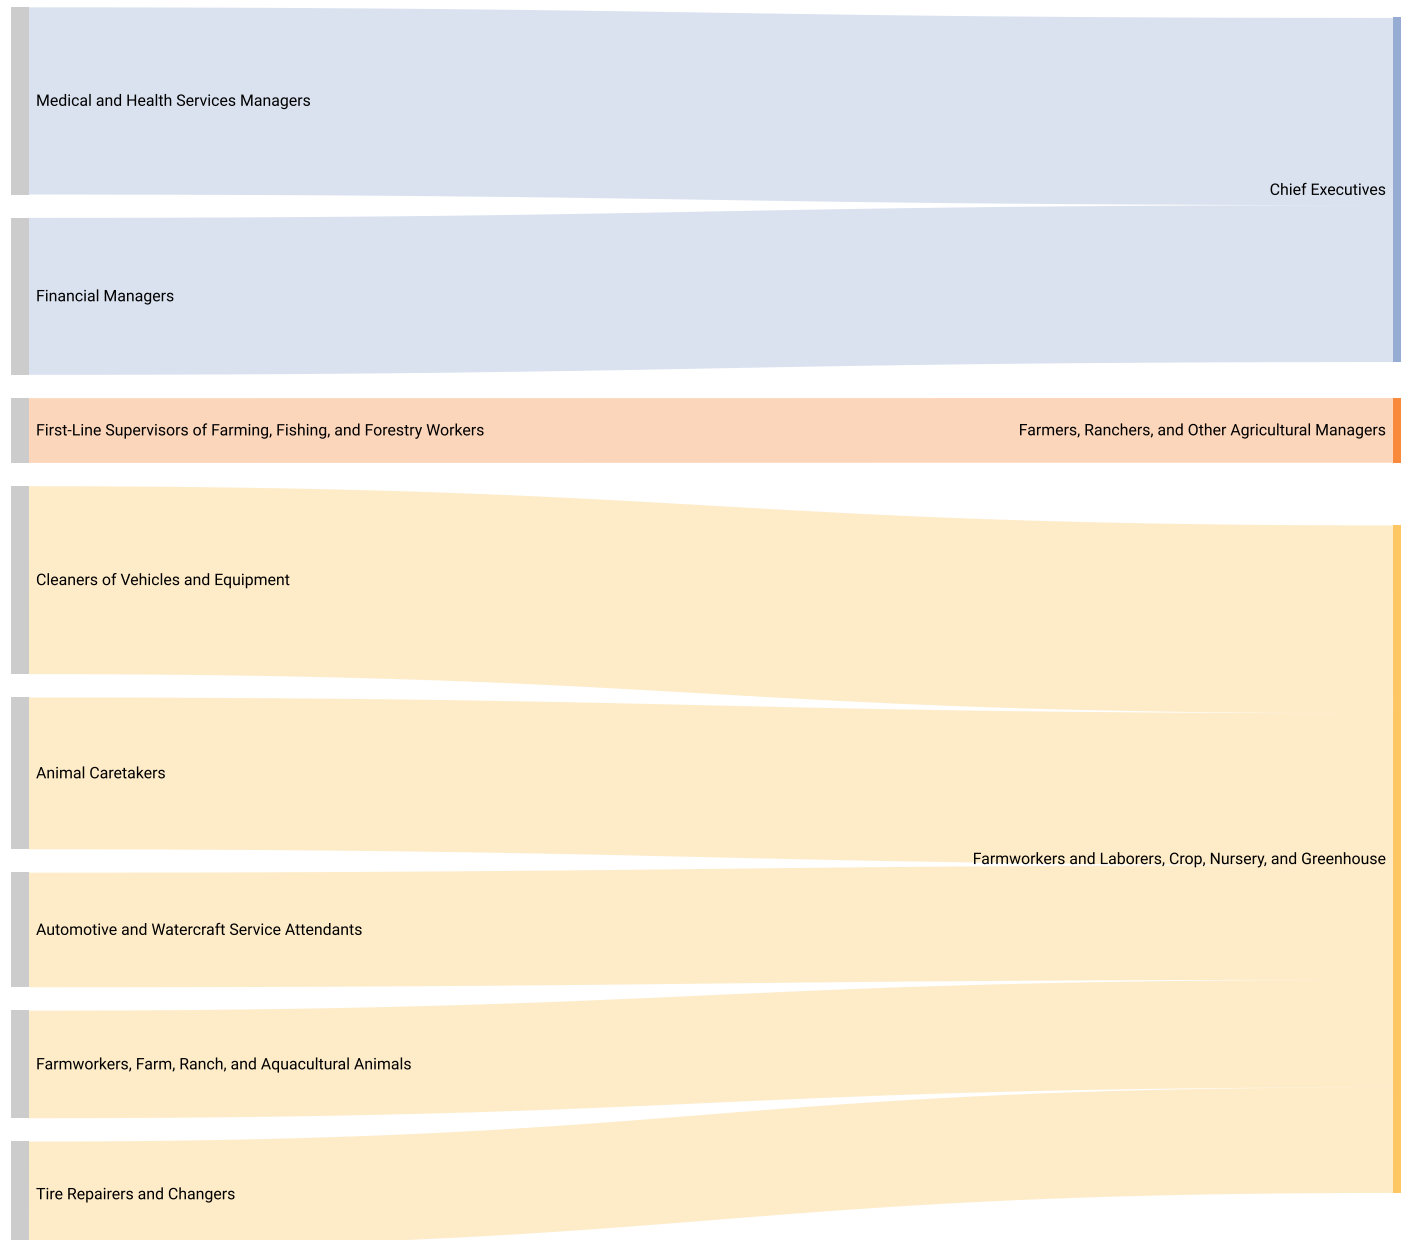 Medical and Health Services Managers
Chief Executives
Financial Managers
First-Line Supervisors of Farming, Fishing, and Forestry Workers
Farmers, Ranchers, and Other Agricultural Managers
Cleaners of Vehicles and Equipment
Animal Caretakers
Farmworkers and Laborers, Crop, Nursery, and Greenhouse
Automotive and Watercraft Service Attendants
Farmworkers, Farm, Ranch, and Aquacultural Animals
Tire Repairers and Changers